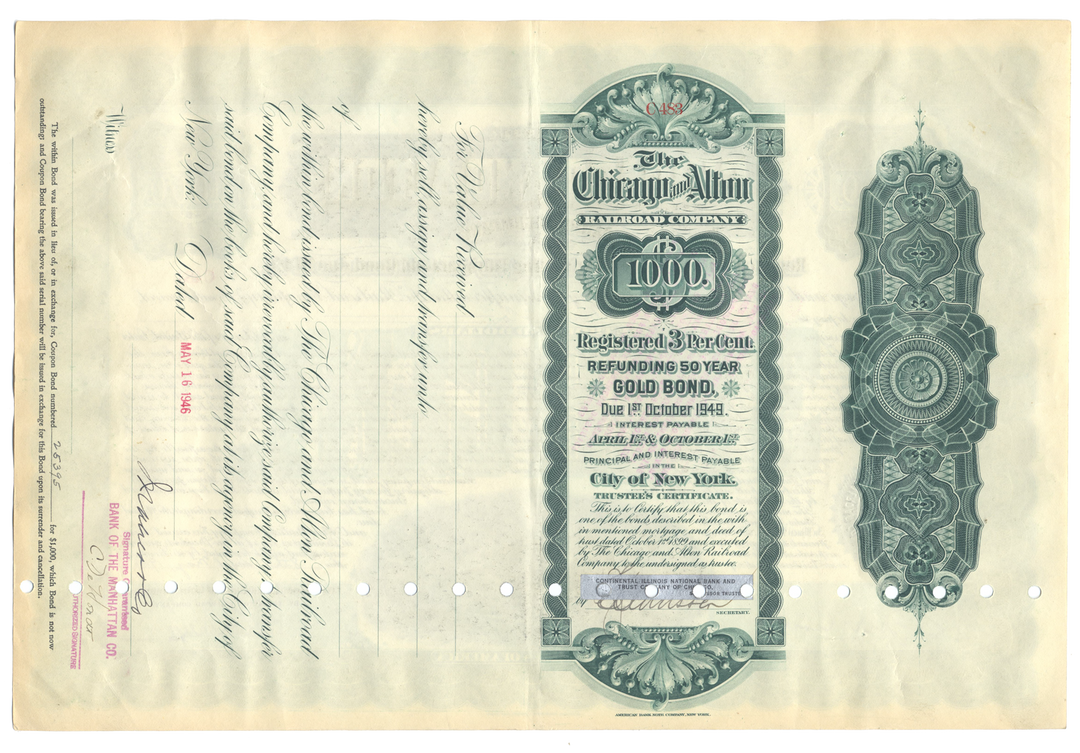 C 483
The
Chicago and Alton
RAILROAD COMPANY
1000
Registered 3 Per Cent.
REFUNDING 50 YEAR
GOLD BOND,
Due 1ST October 1949.
INTEREST PAYABLE
APRIL 1ST & OCTOBER 1ST
PRINCIPAL AND INTEREST PAYABLE
IN THE
City of New York.
TRUSTEE'S CERTIFICATE.
This is to Certify that this bond is
one of the bonds described in the with-
in mentioned mortgage and deed of
trust dated October 1st 1899 and executed
by The Chicago and Alton Railroad
Company to the undersigned as trustee.
CONTINENTAL ILLINOIS NATIONAL BANK AND
TRUST COMPANY OF CHICAGO,
TRUSTEE
by
SECRETARY.
AMERICAN BANK NOTE COMPANY, NEW YORK.
For Value Received
hereby sell, assign and transfer unto
of
the within bond issued by The Chicago and Alton Railroad
Company, and hereby irrevocably authorize said Company to transfer
said bond on the books of said Company at its agency in the City of
New York.
Dated MAY 16 1946
Witness
Signature Guaranteed
BANK OF THE MANHATTAN CO.
AUTHORIZED SIGNATURE
The within Bond was issued in lieu of, or in exchange for, Coupon Bond numbered 25395 for $1,000, which Bond is not now
outstanding; and Coupon Bond bearing the above said serial number will be issued in exchange for this Bond upon its surrender and cancellation.